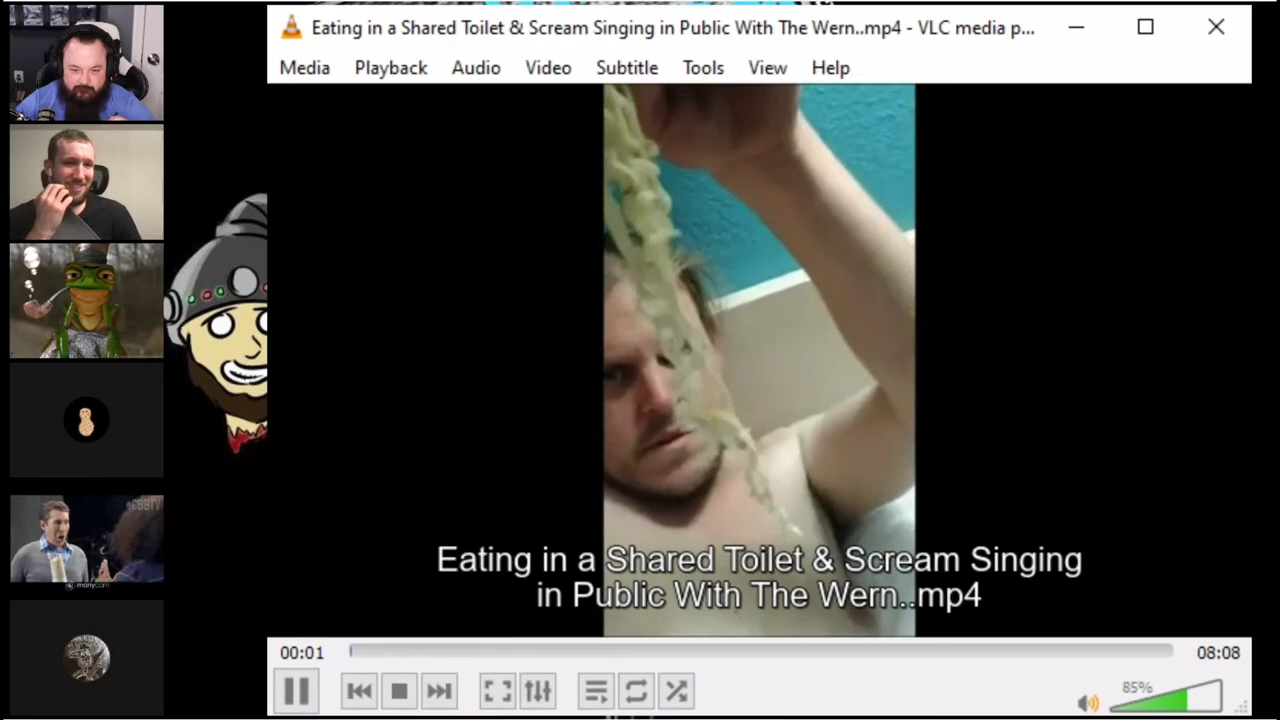 Eating in a Shared Toilet & Scream Singing in Public With The Wern..mp4 - VLC media p...
Media Playback Audio Video Subtitle Tools View Help
@CBBTV
manycam
Eating in a Shared Toilet & Scream Singing
in Public With The Wern..mp4
00:01
08:08
85%